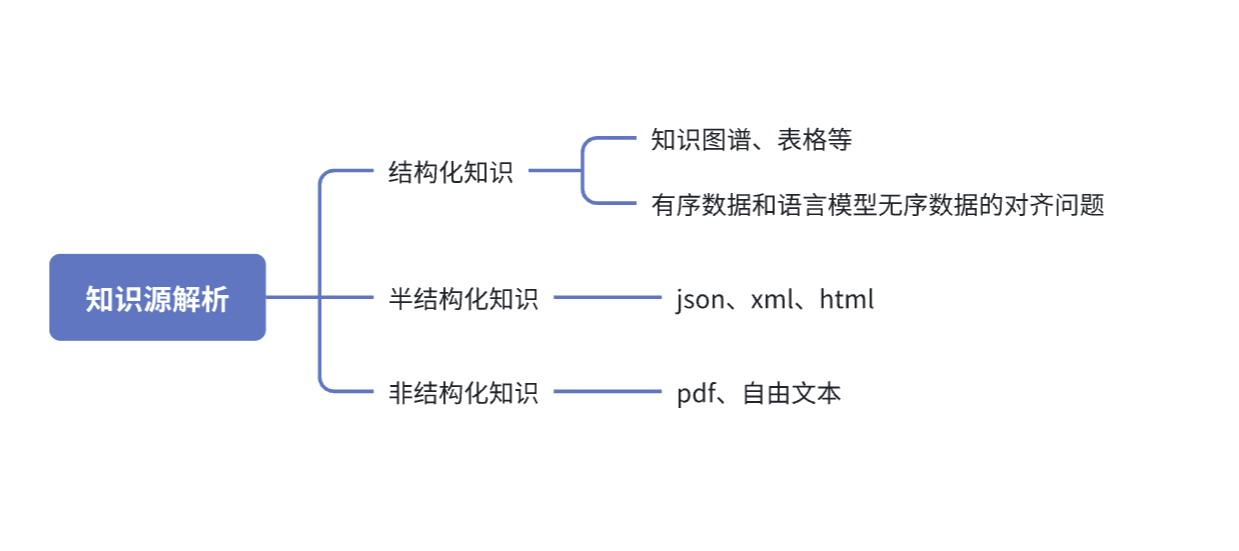 知识源解析
结构化知识
知识图谱、表格等
有序数据和语言模型无序数据的对齐问题
半结构化知识
json、xml、html
非结构化知识
pdf、自由文本